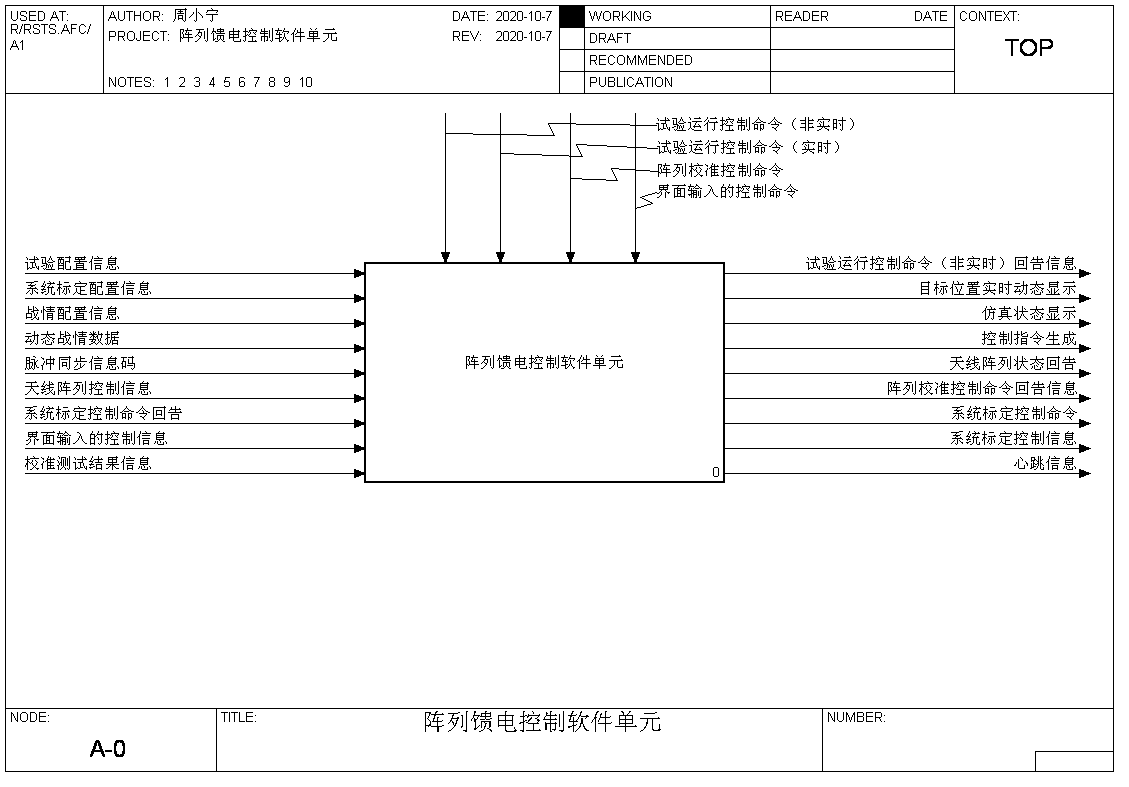 USED AT:
R/RSTS.AFC/
A1
AUTHOR: 周小宁
DATE: 2020-10-7
PROJECT: 阵列馈电控制软件单元
REV: 2020-10-7
NOTES: 1 2 3 4 5 6 7 8 9 10
WORKING
DRAFT
RECOMMENDED
PUBLICATION
READER
DATE
CONTEXT:
TOP
试验运行控制命令（非实时）
试验运行控制命令（实时）
阵列校准控制命令
界面输入的控制命令
试验配置信息
系统标定配置信息
战情配置信息
动态战情数据
脉冲同步信息码
天线阵列控制信息
系统标定控制命令回告
界面输入的控制信息
校准测试结果信息
阵列馈电控制软件单元
0
试验运行控制命令（非实时）回告信息
目标位置实时动态显示
仿真状态显示
控制指令生成
天线阵列状态回告
阵列校准控制命令回告信息
系统标定控制命令
系统标定控制信息
心跳信息
NODE:
A-0
TITLE:
阵列馈电控制软件单元
NUMBER: